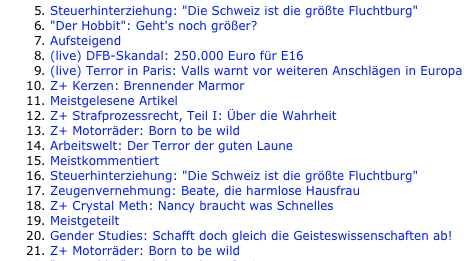 5. Steuerhinterziehung: "Die Schweiz ist die größte Fluchtburg"
6. "Der Hobbit": Geht's noch größer?
7. Aufsteigend
8. (live) DFB-Skandal: 250.000 Euro für E16
9. (live) Terror in Paris: Valls warnt vor weiteren Anschlägen in Europa
10. Z+ Kerzen: Brennender Marmor
11. Meistgelesene Artikel
12. Z+ Strafprozessrecht, Teil I: Über die Wahrheit
13. Z+ Motorräder: Born to be wild
14. Arbeitswelt: Der Terror der guten Laune
15. Meistkommentiert
16. Steuerhinterziehung: "Die Schweiz ist die größte Fluchtburg"
17. Zeugenvernehmung: Beate, die harmlose Hausfrau
18. Z+ Crystal Meth: Nancy braucht was Schnelles
19. Meistgeteilt
20. Gender Studies: Schafft doch gleich die Geisteswissenschaften ab!
21. Z+ Motorräder: Born to be wild